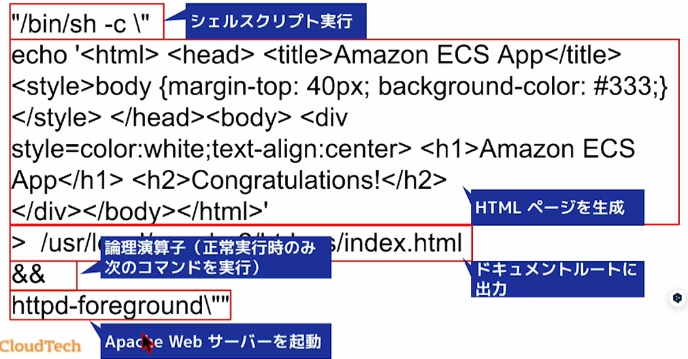 "/bin/sh -c \"
シェルスクリプト実行
echo '<html> <head> <title>Amazon ECS App</title>
<style>body {margin-top: 40px; background-color: #333;}
</style> </head><body> <div
style=color:white;text-align:center> <h1>Amazon ECS
App</h1> <h2>Congratulations!</h2>
</div></body></html>'
HTML ページを生成
> /usr/l s/index.html
論理演算子（正常実行時のみ
次のコマンドを実行）
ドキュメントルートに
出力
&&
httpd-foreground\""
Apache Web サーバーを起動
CloudTech